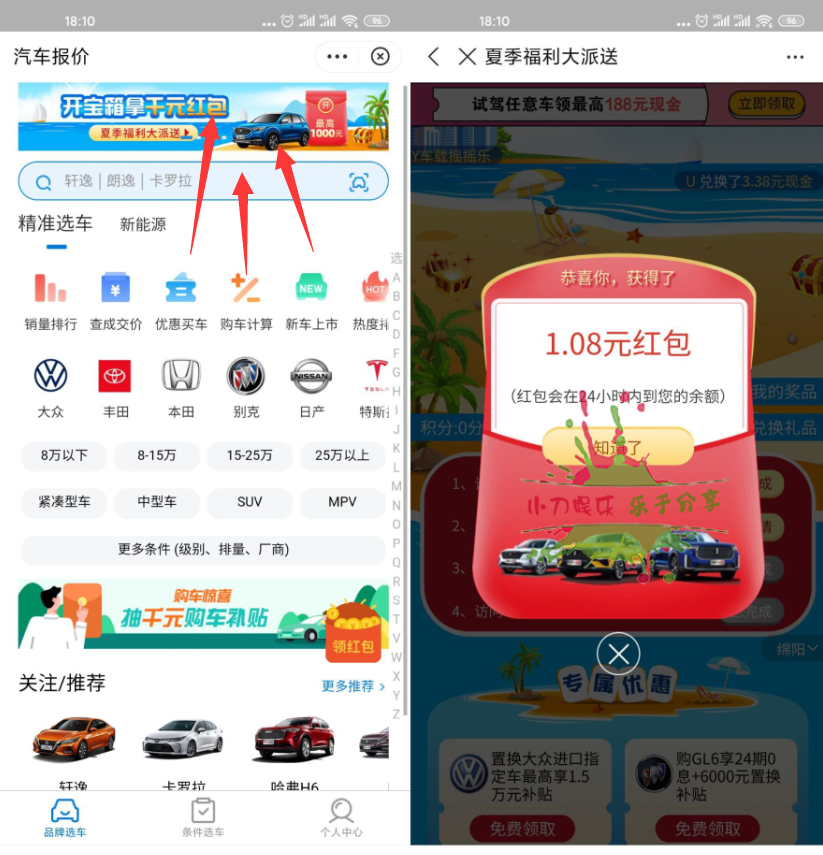 18:10
96
汽车报价
开宝箱拿千元红包
夏季福利大派送
开
最高
1000元
轩逸 | 朗逸 | 卡罗拉
精准选车 新能源
NEW
HOT
销量排行 查成交价 优惠买车 购车计算 新车上市 热度排
NISSAN
大众 丰田 本田 别克 日产 特斯
8万以下 8-15万 15-25万 25万以上
紧凑型车 中型车 SUV MPV
更多条件 (级别、排量、厂商)
购车惊喜
抽千元购车补贴
领红包
关注/推荐 更多推荐
轩逸 卡罗拉 哈弗H6
品牌选车 条件选车 个人中心
选
A
B
C
D
F
G
H
I
J
K
L
M
N
O
P
Q
R
S
T
V
W
X
Y
Z
18:10
96
夏季福利大派送
试驾任意车领最高188元现金
立即领取
Y车载摇摇乐
U 兑换了3.38元现金
恭喜你，获得了
1.08元红包
(红包会在24小时内到您的余额)
知道了
小刀娱乐 乐于分享
我的奖品
积分:0分
兑换礼品
1、
2、
3、
4、访问
完成
绵阳
专属优惠
置换大众进口指
定车最高享1.5
万元补贴
免费领取
购GL6享24期0
息+6000元置换
补贴
免费领取